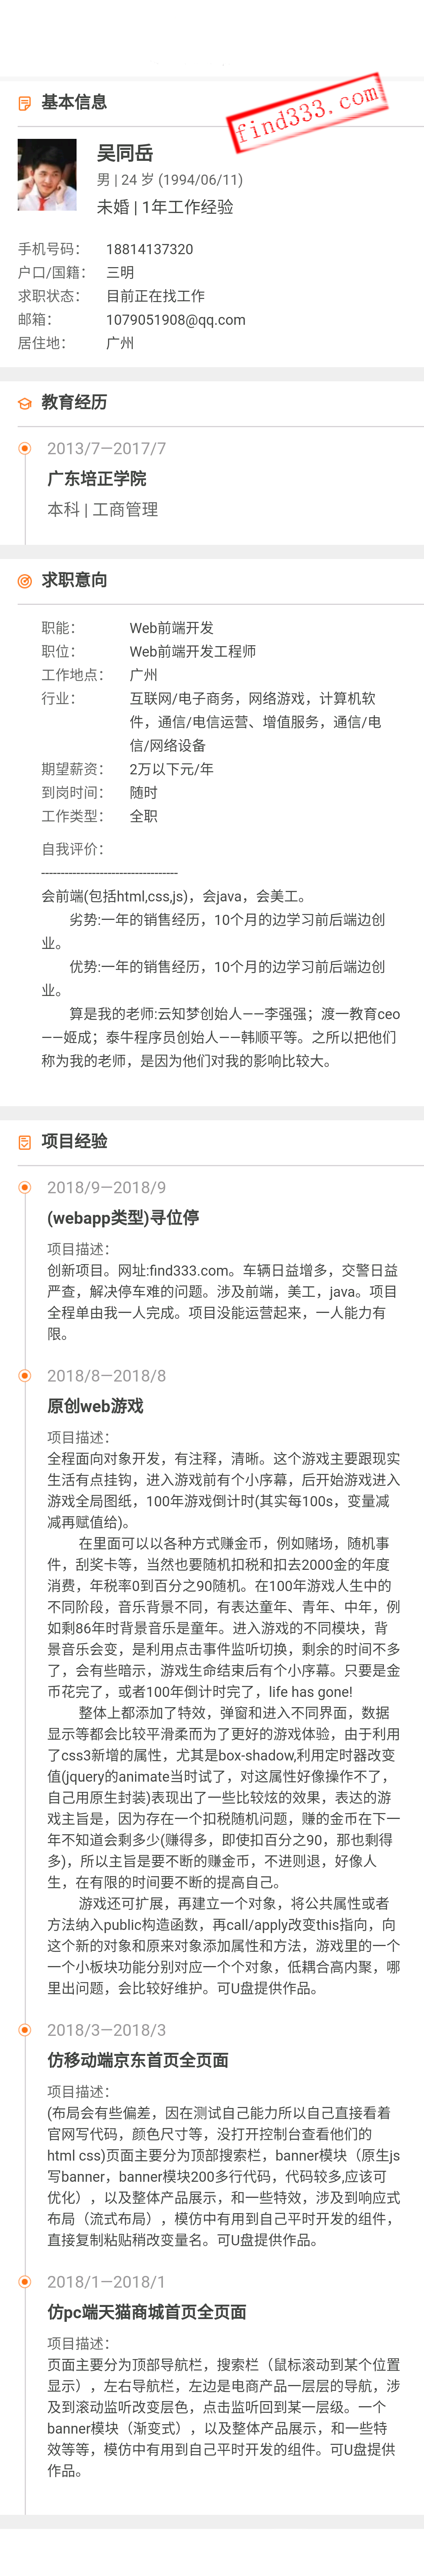 基本信息
find333.com
吴同岳
男 | 24 岁 (1994/06/11)
未婚 | 1年工作经验
手机号码： 18814137320
户口/国籍： 三明
求职状态： 目前正在找工作
邮箱： 1079051908@qq.com
居住地： 广州
教育经历
2013/7—2017/7
广东培正学院
本科 | 工商管理
求职意向
职能： Web前端开发
职位： Web前端开发工程师
工作地点： 广州
行业： 互联网/电子商务，网络游戏，计算机软
件，通信/电信运营、增值服务，通信/电
信/网络设备
期望薪资： 2万以下元/年
到岗时间： 随时
工作类型： 全职
自我评价：
-----------------------------------
会前端(包括html,css,js)，会java，会美工。
劣势:一年的销售经历，10个月的边学习前后端边创
业。
优势:一年的销售经历，10个月的边学习前后端边创
业。
算是我的老师:云知梦创始人——李强强；渡一教育ceo
——姬成；泰牛程序员创始人——韩顺平等。之所以把他们
称为我的老师，是因为他们对我的影响比较大。
项目经验
2018/9—2018/9
(webapp类型)寻位停
项目描述：
创新项目。网址:find333.com。车辆日益增多，交警日益
严查，解决停车难的问题。涉及前端，美工，java。项目
全程单由我一人完成。项目没能运营起来，一人能力有
限。
2018/8—2018/8
原创web游戏
项目描述：
全程面向对象开发，有注释，清晰。这个游戏主要跟现实
生活有点挂钩，进入游戏前有个小序幕，后开始游戏进入
游戏全局图纸，100年游戏倒计时(其实每100s，变量减
减再赋值给)。
在里面可以以各种方式赚金币，例如赌场，随机事
件，刮奖卡等，当然也要随机扣税和扣去2000金的年度
消费，年税率0到百分之90随机。在100年游戏人生中的
不同阶段，音乐背景不同，有表达童年、青年、中年，例
如剩86年时背景音乐是童年。进入游戏的不同模块，背
景音乐会变，是利用点击事件监听切换，剩余的时间不多
了，会有些暗示，游戏生命结束后有个小序幕。只要是金
币花完了，或者100年倒计时完了，life has gone!
整体上都添加了特效，弹窗和进入不同界面，数据
显示等都会比较平滑柔而为了更好的游戏体验，由于利用
了css3新增的属性，尤其是box-shadow,利用定时器改变
值(jquery的animate当时试了，对这属性好像操作不了，
自己用原生封装)表现出了一些比较炫的效果，表达的游
戏主旨是，因为存在一个扣税随机问题，赚的金币在下一
年不知道会剩多少(赚得多，即使扣百分之90，那也剩得
多)，所以主旨是要不断的赚金币，不进则退，好像人
生，在有限的时间要不断的提高自己。
游戏还可扩展，再建立一个对象，将公共属性或者
方法纳入public构造函数，再call/apply改变this指向，向
这个新的对象和原来对象添加属性和方法，游戏里的一个
一个小板块功能分别对应一个个对象，低耦合高内聚，哪
里出问题，会比较好维护。可U盘提供作品。
2018/3—2018/3
仿移动端京东首页全页面
项目描述：
(布局会有些偏差，因在测试自己能力所以自己直接看着
官网写代码，颜色尺寸等，没打开控制台查看他们的
html css)页面主要分为顶部搜索栏，banner模块（原生js
写banner，banner模块200多行代码，代码较多,应该可
优化），以及整体产品展示，和一些特效，涉及到响应式
布局（流式布局），模仿中有用到自己平时开发的组件，
直接复制粘贴稍改变量名。可U盘提供作品。
2018/1—2018/1
仿pc端天猫商城首页全页面
项目描述：
页面主要分为顶部导航栏，搜索栏（鼠标滚动到某个位置
显示），左右导航栏，左边是电商产品一层层的导航，涉
及到滚动监听改变层色，点击监听回到某一层级。一个
banner模块（渐变式），以及整体产品展示，和一些特
效等等，模仿中有用到自己平时开发的组件。可U盘提供
作品。